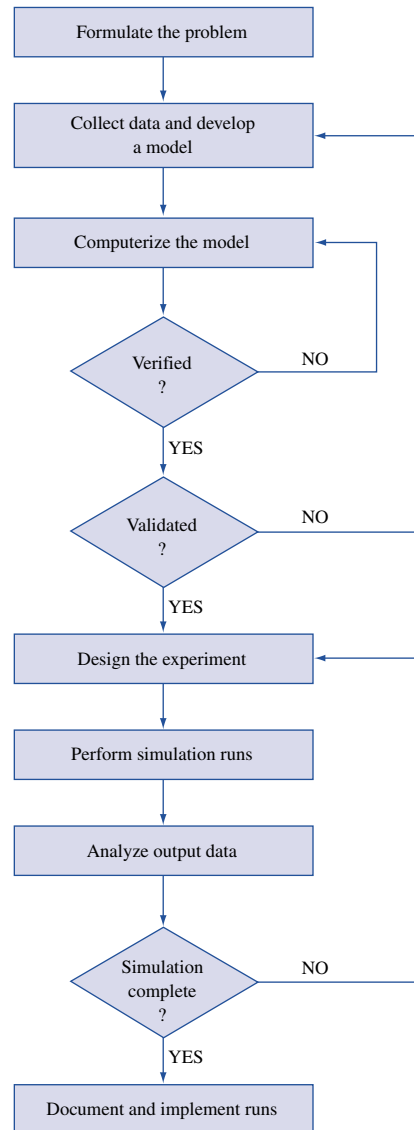 Formulate the problem
Collect data and develop
a model
Computerize the model
Verified
?
NO
YES
Validated
?
NO
YES
Design the experiment
Perform simulation runs
Analyze output data
Simulation
complete
?
NO
YES
Document and implement runs